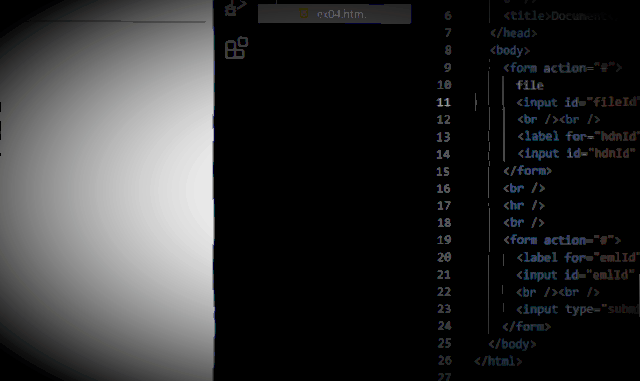 ex04.htm
6 <title>Documen
7 </head>
8 <body>
9 <form action="#">
10 file
11 <input id="fileId"
12 <br /><br />
13 <label for="hdnId"
14 <input id="hdnId"
15 </form>
16 <br />
17 <hr />
18 <br />
19 <form action="#">
20 <label for="emlId"
21 <input id="emlId"
22 <br /><br />
23 <input type="subm
24 </form>
25 </body>
26 </html>
27